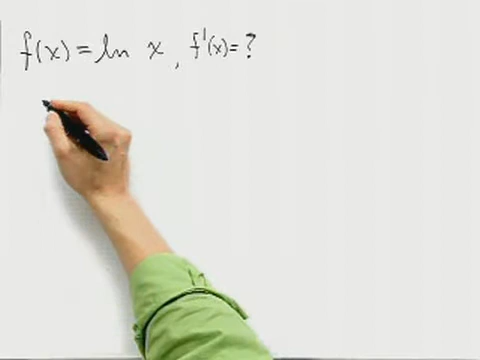 f(x) = ln x, f'(x) = ?